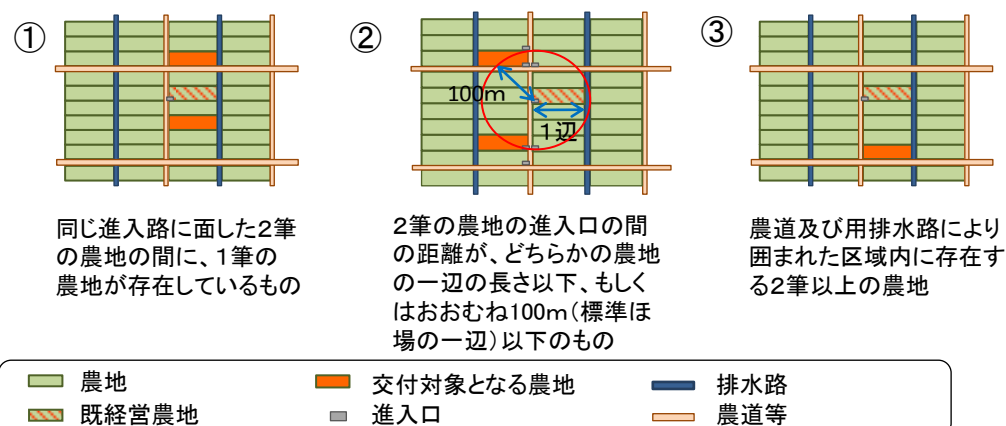 ①
同じ進入路に面した2筆
の農地の間に、1筆の
農地が存在しているもの
②
100m
1辺
2筆の農地の進入口の間
の距離が、どちらかの農地
の一辺の長さ以下、もしく
はおおむね100m(標準ほ
場の一辺)以下のもの
③
農道及び用排水路により
囲まれた区域内に存在す
る2筆以上の農地
農地
交付対象となる農地
排水路
既経営農地
進入口
農道等